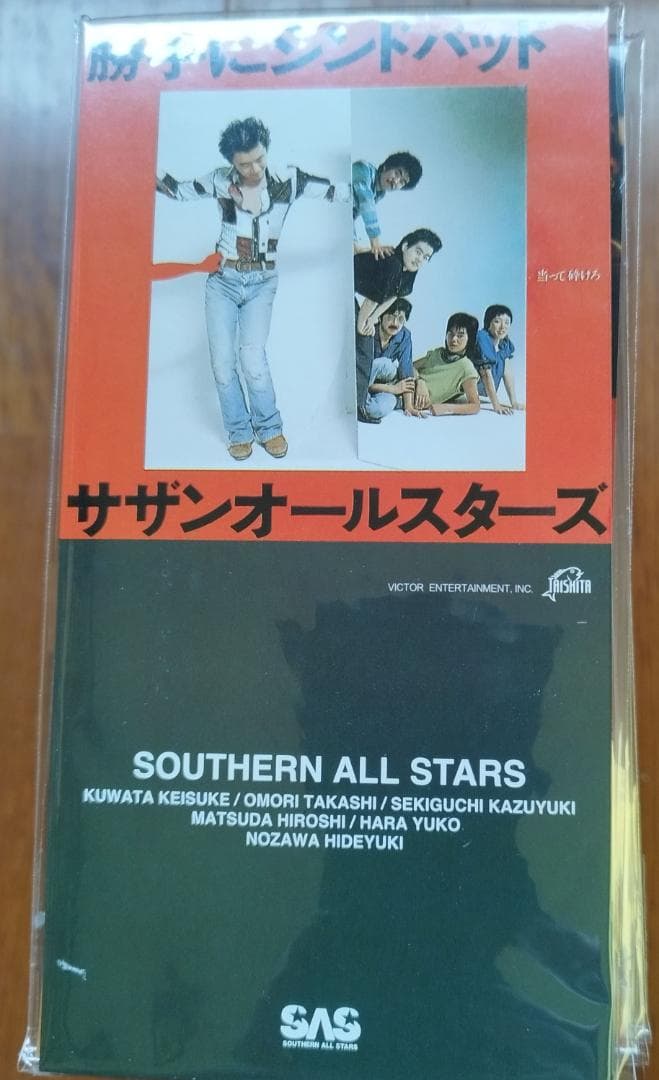 勝手にシンドバッド
当って砕けろ
サザンオールスターズ
VICTOR ENTERTAINMENT, INC.
TAISHITA
SOUTHERN ALL STARS
KUWATA KEISUKE / OMORI TAKASHI / SEKIGUCHI KAZUYUKI
MATSUDA HIROSHI / HARA YUKO
NOZAWA HIDEYUKI
SAS
SOUTHERN ALL STARS